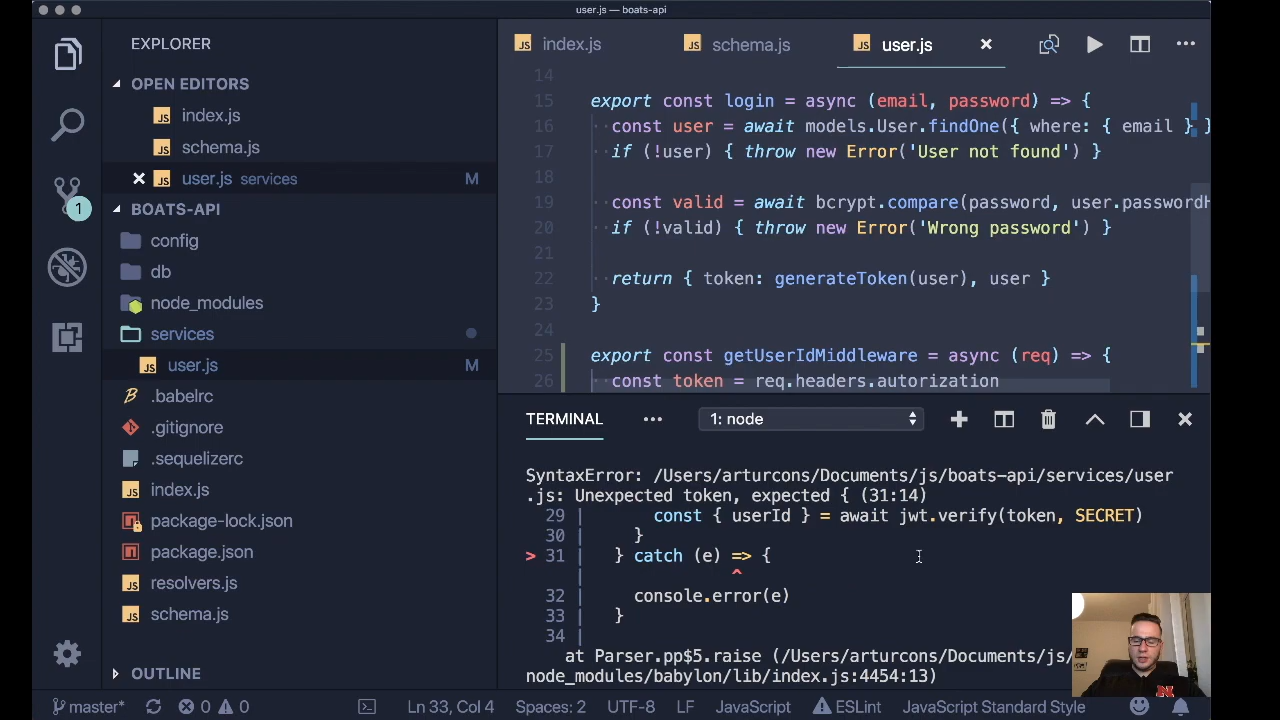 user.js — boats-api
EXPLORER
OPEN EDITORS
index.js
schema.js
user.js services M
BOATS-API
config
db
node_modules
services
user.js M
.babelrc
.gitignore
.sequelizerc
index.js
package-lock.json
package.json
resolvers.js
schema.js
OUTLINE
1
index.js schema.js user.js
14
15 export const login = async (email, password) => {
16 const user = await models.User.findOne({ where: { email } }
17 if (!user) { throw new Error('User not found') }
18
19 const valid = await bcrypt.compare(password, user.passwordH
20 if (!valid) { throw new Error('Wrong password') }
21
22 return { token: generateToken(user), user }
23 }
24
25 export const getUserIdMiddleware = async (req) => {
26 const token = req.headers.autorization
TERMINAL ... 1: node
SyntaxError: /Users/arturcons/Documents/js/boats-api/services/user
.js: Unexpected token, expected { (31:14)
29 | const { userId } = await jwt.verify(token, SECRET)
30 | }
> 31 | } catch (e) => {
| ^
32 | console.error(e)
33 | }
34 |
at Parser.pp$5.raise (/Users/arturcons/Documents/js/
node_modules/babylon/lib/index.js:4454:13)
master* 0 0 Ln 33, Col 4 Spaces: 2 UTF-8 LF JavaScript ESLint JavaScript Standard Style